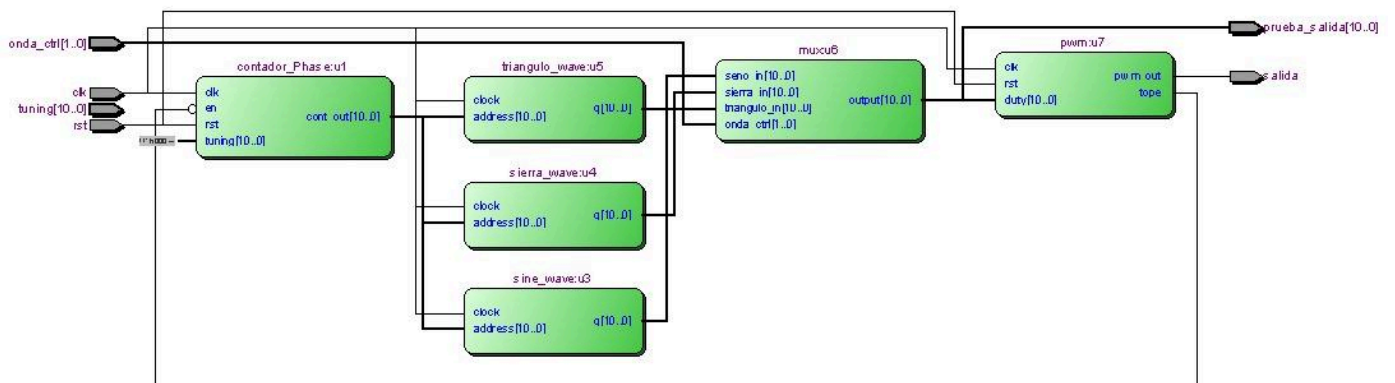 onda_ctrl[1..0]
clk
tuning[10..0]
rst
contador_Phase:u1
clk
en
rst
tuning[10..0]
cont_out[10..0]
triangulo_wave:u5
clock
address[10..0]
q[10..0]
sierra_wave:u4
clock
address[10..0]
q[10..0]
sine_wave:u3
clock
address[10..0]
q[10..0]
mux:u6
seno_in[10..0]
sierra_in[10..0]
triangulo_in[10..0]
onda_ctrl[1..0]
output[10..0]
pwm:u7
clk
rst
duty[10..0]
pwm_out
tope
prueba_salida[10..0]
salida